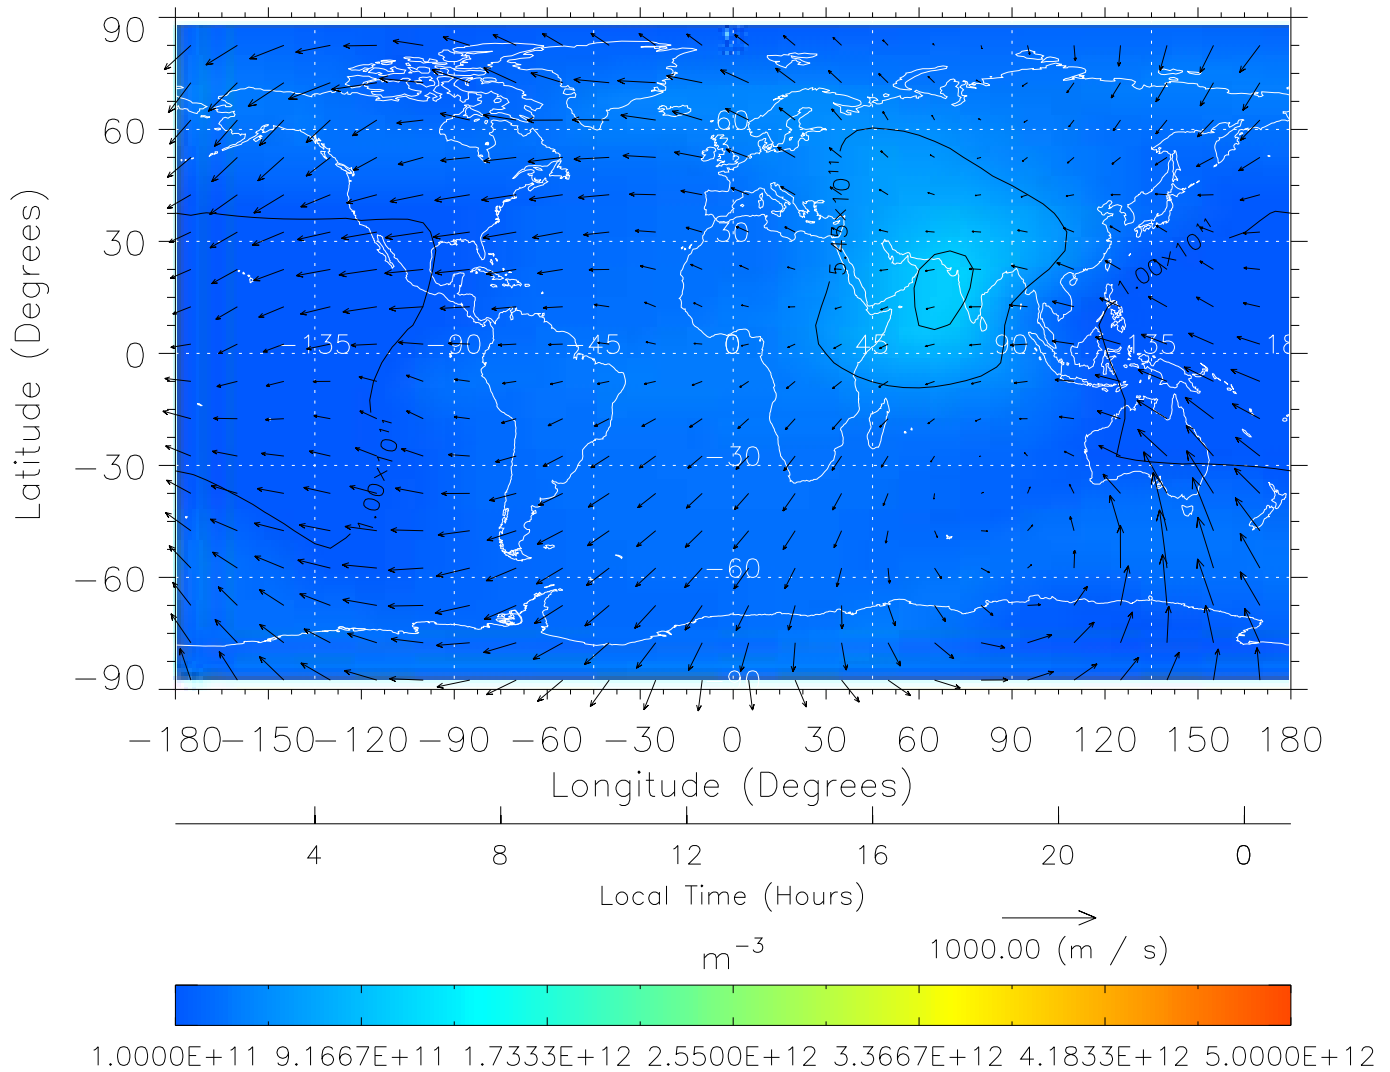 90
60
30
0
−30
−60
−90
Latitude (Degrees)
60
30
−135 −90 45 0 45 90 135 18
−30
−60
90
5.45×10¹¹
1.00×10¹¹
1.00×10¹¹
−180 −150 −120 −90 −60 −30 0 30 60 90 120 150 180
Longitude (Degrees)
4 8 12 16 20 0
Local Time (Hours)
1000.00 (m / s)
m⁻³
1.0000E+11 9.1667E+11 1.7333E+12 2.5500E+12 3.3667E+12 4.1833E+12 5.0000E+12